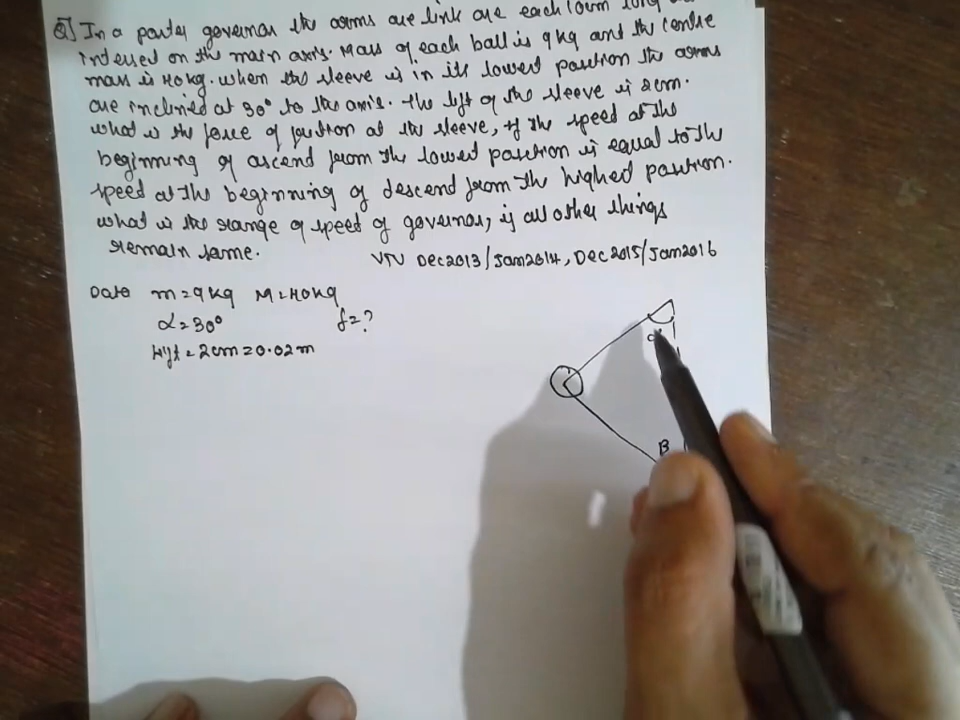 Q] In a porter governor the arms are link are each 10cm long
intersed on the main axis. Mass of each ball is 9kg and the centre
mass is 40kg. when the sleeve is in its lowest position the arms
are inclined at 30° to the axis. the lift of the sleeve is 2cm.
what is the force of friction at the sleeve, if the speed at the
beginning of ascend from the lowest position is equal to the
speed at the beginning of descend from the highest position.
what is the range of speed of governor, if all other things
remain same.
VTU Dec2013/Jan2014, Dec2015/Jan2016
Data m=9kg M=40kg
α=30° f=?
lift=2cm=0.02m
α
B